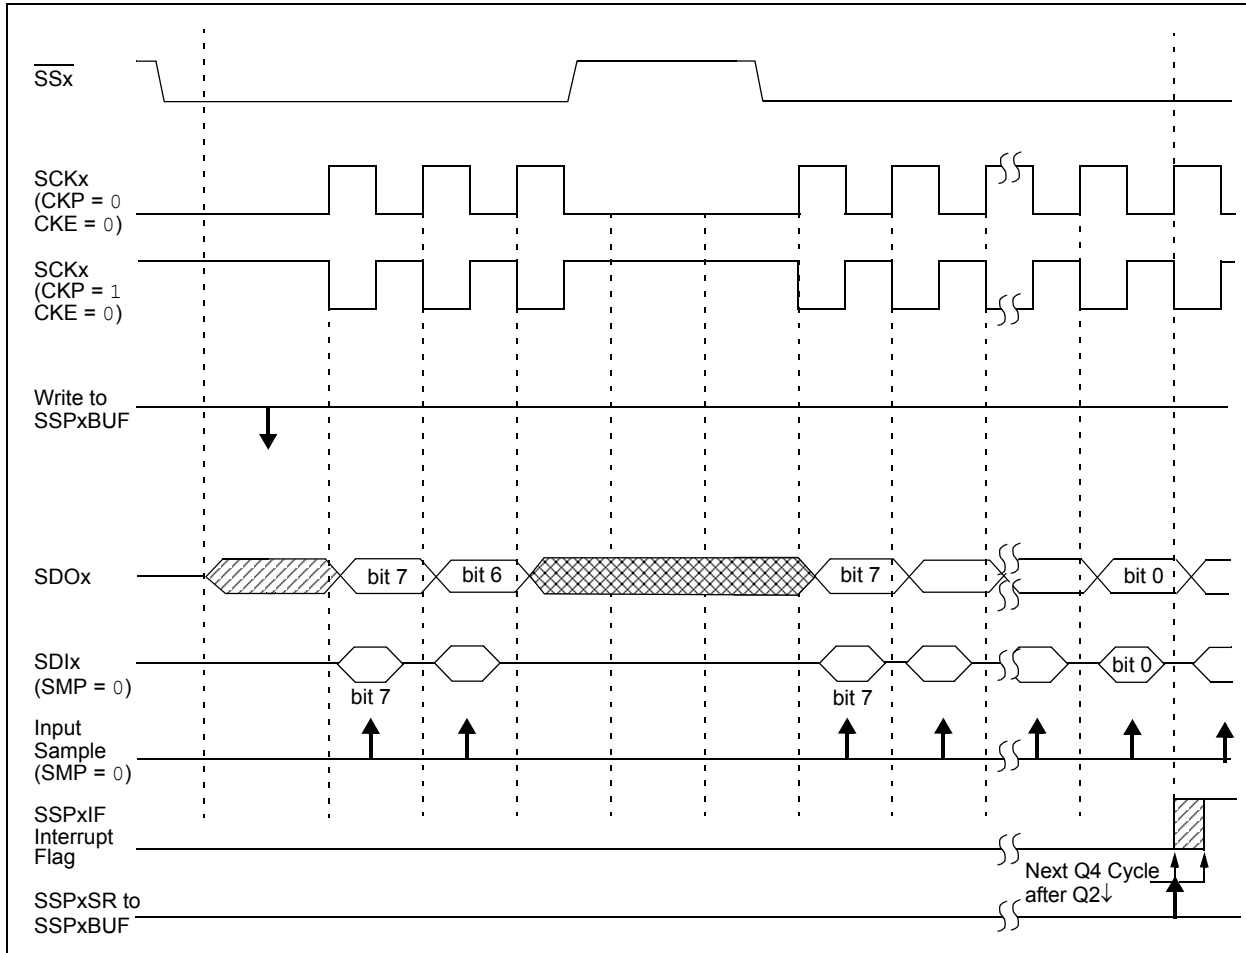 SSx
SCKx
(CKP = 0
CKE = 0)
SCKx
(CKP = 1
CKE = 0)
Write to
SSPxBUF
SDOx
bit 7
bit 6
bit 7
bit 0
SDIx
(SMP = 0)
bit 7
bit 7
bit 0
Input
Sample
(SMP = 0)
SSPxIF
Interrupt
Flag
Next Q4 Cycle
after Q2↓
SSPxSR to
SSPxBUF